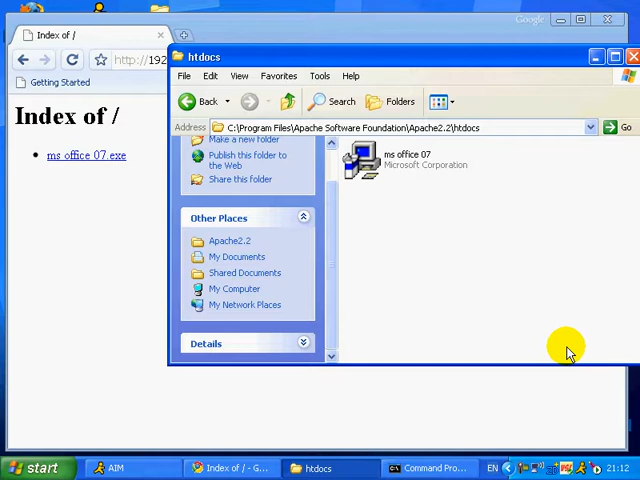 Google
Index of /
htdocs
http://192
File Edit View Favorites Tools Help
Getting Started
Back Search Folders
Address C:\Program Files\Apache Software Foundation\Apache2.2\htdocs Go
Index of /
Make a new folder
Publish this folder to
the Web
Share this folder
ms office 07
Microsoft Corporation
ms office 07.exe
Other Places
Apache2.2
My Documents
Shared Documents
My Computer
My Network Places
Details
start AIM Index of / - G... htdocs Command Pro... EN 21:12